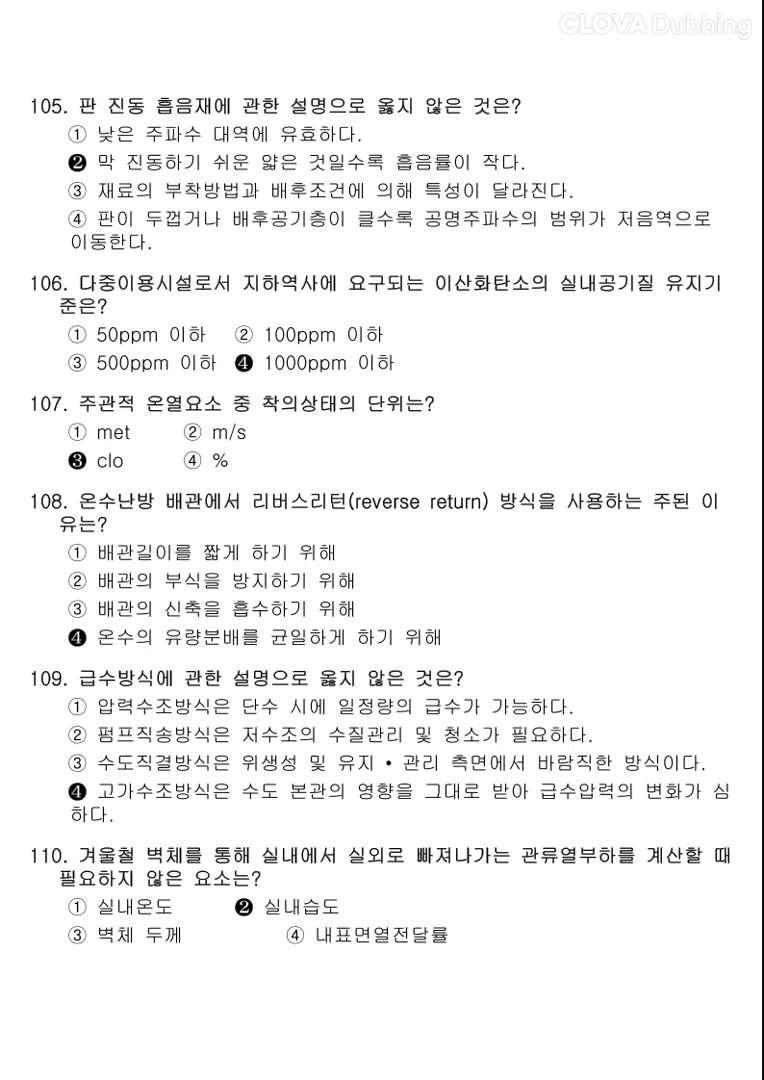 CLOVA Dubbing
105. 판 진동 흡음재에 관한 설명으로 옳지 않은 것은?
① 낮은 주파수 대역에 유효하다.
❷ 막 진동하기 쉬운 얇은 것일수록 흡음률이 작다.
③ 재료의 부착방법과 배후조건에 의해 특성이 달라진다.
④ 판이 두껍거나 배후공기층이 클수록 공명주파수의 범위가 저음역으로
이동한다.
106. 다중이용시설로서 지하역사에 요구되는 이산화탄소의 실내공기질 유지기
준은?
① 50ppm 이하 ② 100ppm 이하
③ 500ppm 이하 ❹ 1000ppm 이하
107. 주관적 온열요소 중 착의상태의 단위는?
① met ② m/s
❸ clo ④ %
108. 온수난방 배관에서 리버스리턴(reverse return) 방식을 사용하는 주된 이
유는?
① 배관길이를 짧게 하기 위해
② 배관의 부식을 방지하기 위해
③ 배관의 신축을 흡수하기 위해
❹ 온수의 유량분배를 균일하게 하기 위해
109. 급수방식에 관한 설명으로 옳지 않은 것은?
① 압력수조방식은 단수 시에 일정량의 급수가 가능하다.
② 펌프직송방식은 저수조의 수질관리 및 청소가 필요하다.
③ 수도직결방식은 위생성 및 유지•관리 측면에서 바람직한 방식이다.
❹ 고가수조방식은 수도 본관의 영향을 그대로 받아 급수압력의 변화가 심
하다.
110. 겨울철 벽체를 통해 실내에서 실외로 빠져나가는 관류열부하를 계산할 때
필요하지 않은 요소는?
① 실내온도 ❷ 실내습도
③ 벽체 두께 ④ 내표면열전달률